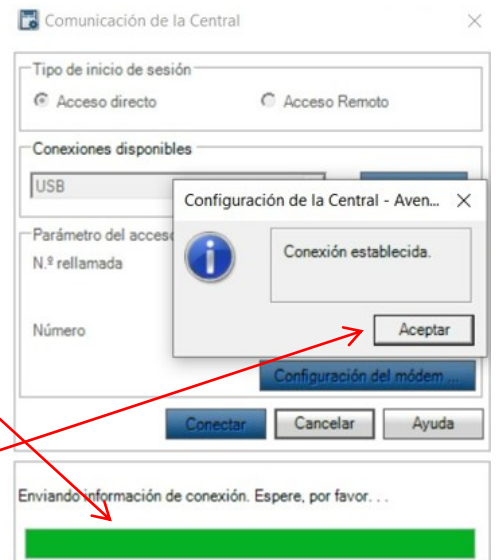 Comunicación de la Central
Tipo de inicio de sesión
Acceso directo
Acceso Remoto
Conexiones disponibles
USB
Configuración de la Central - Aven...
Conexión establecida.
Aceptar
Parámetro del acceso
N.º rellamada
Número
Configuración del módem ...
Conectar
Cancelar
Ayuda
Enviando información de conexión. Espere, por favor. . .